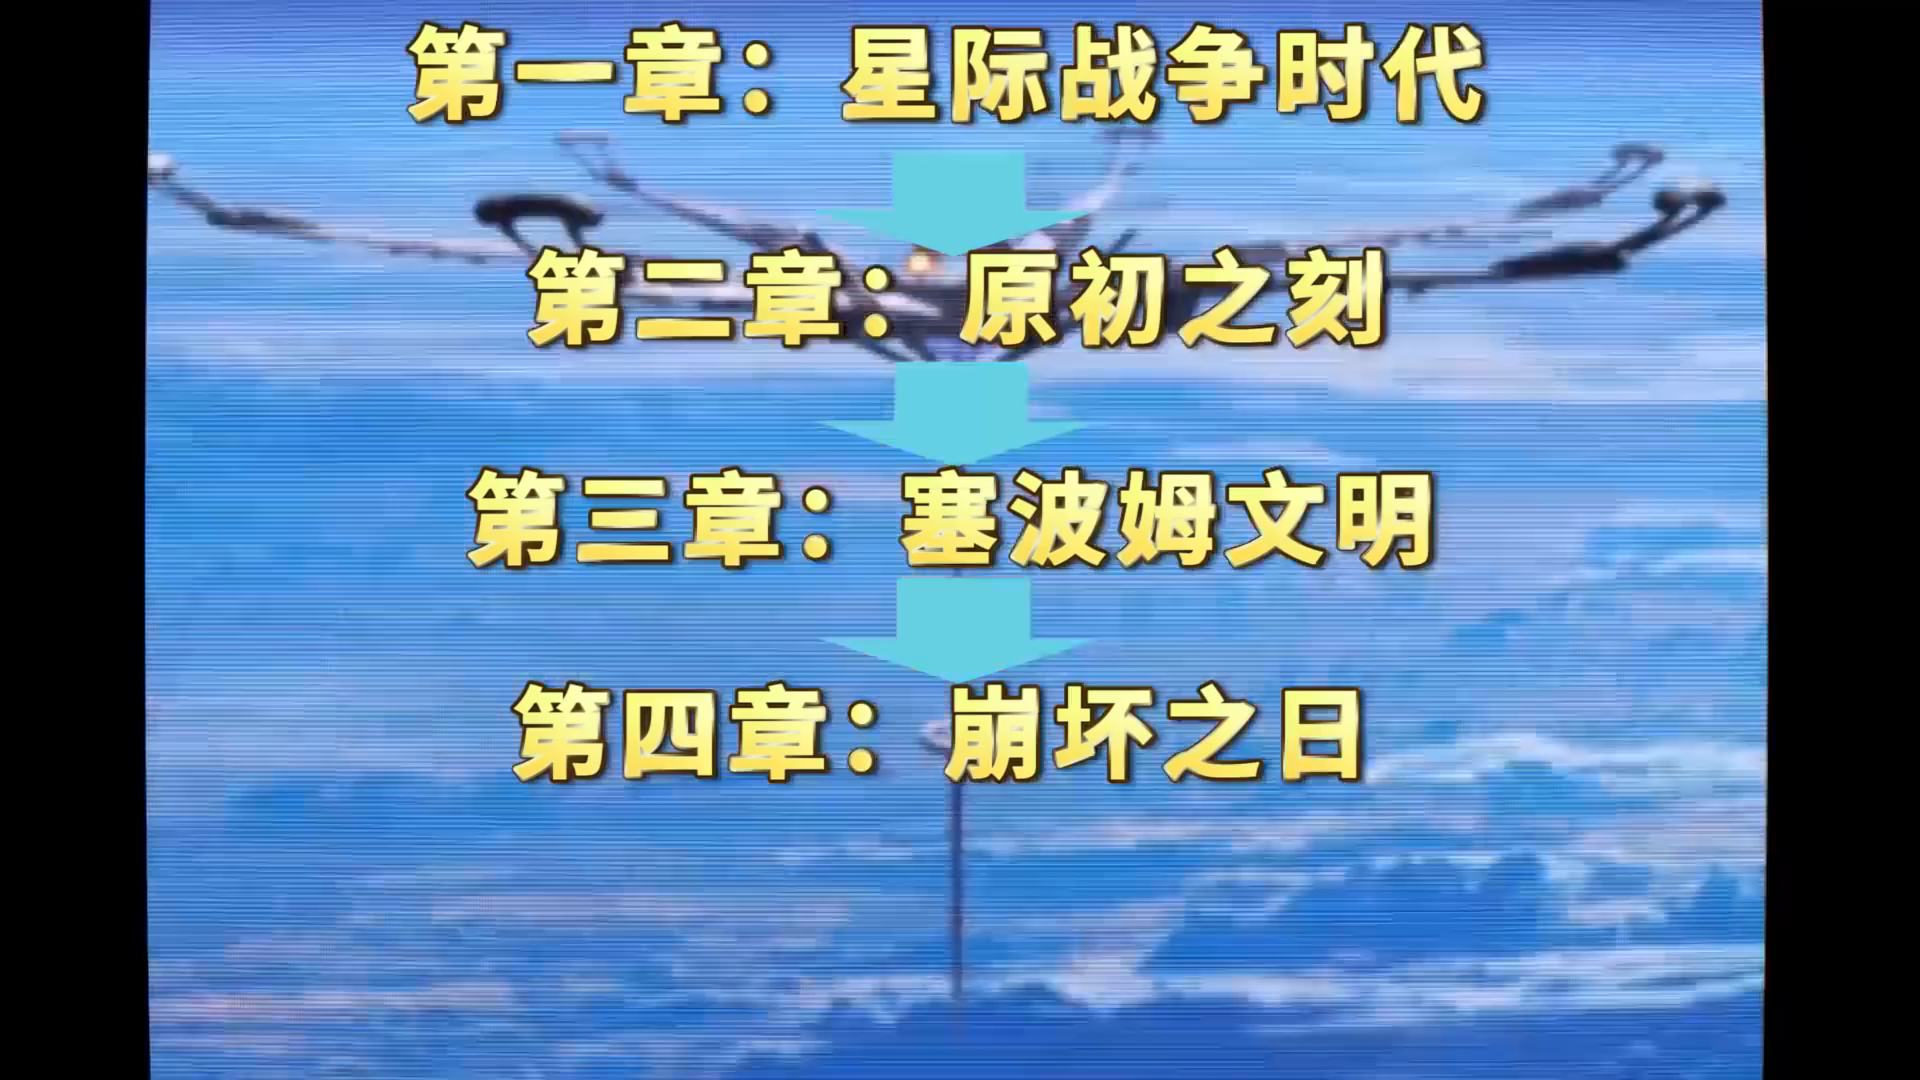 第一章：星际战争时代
第二章：原初之刻
第三章：塞波姆文明
第四章：崩坏之日